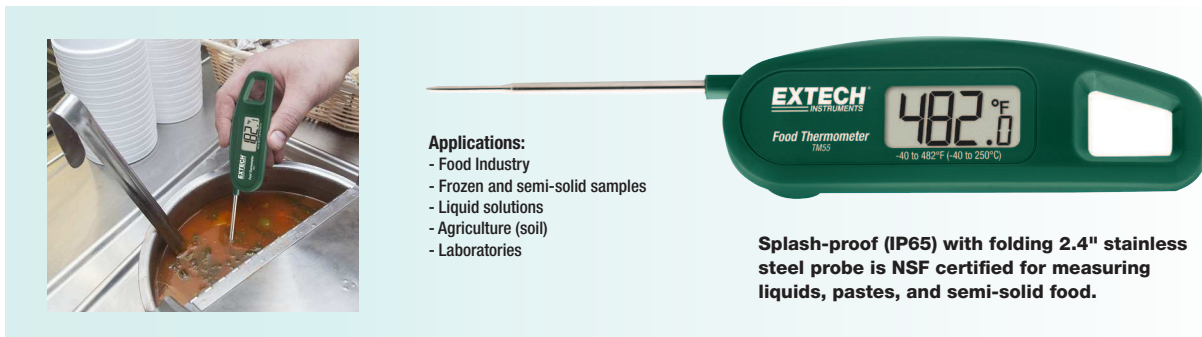 Applications:
- Food Industry
- Frozen and semi-solid samples
- Liquid solutions
- Agriculture (soil)
- Laboratories
EXTECH
INSTRUMENTS
Food Thermometer
TM55
482.0 °F
-40 to 482°F (-40 to 250°C)
Splash-proof (IP65) with folding 2.4" stainless
steel probe is NSF certified for measuring
liquids, pastes, and semi-solid food.
EXTECH